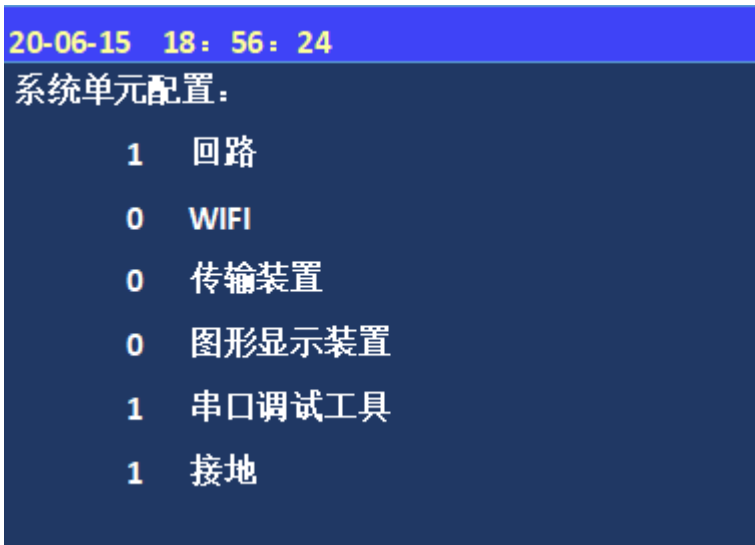 20-06-15 18：56：24
系统单元配置：
1 回路
0 WIFI
0 传输装置
0 图形显示装置
1 串口调试工具
1 接地